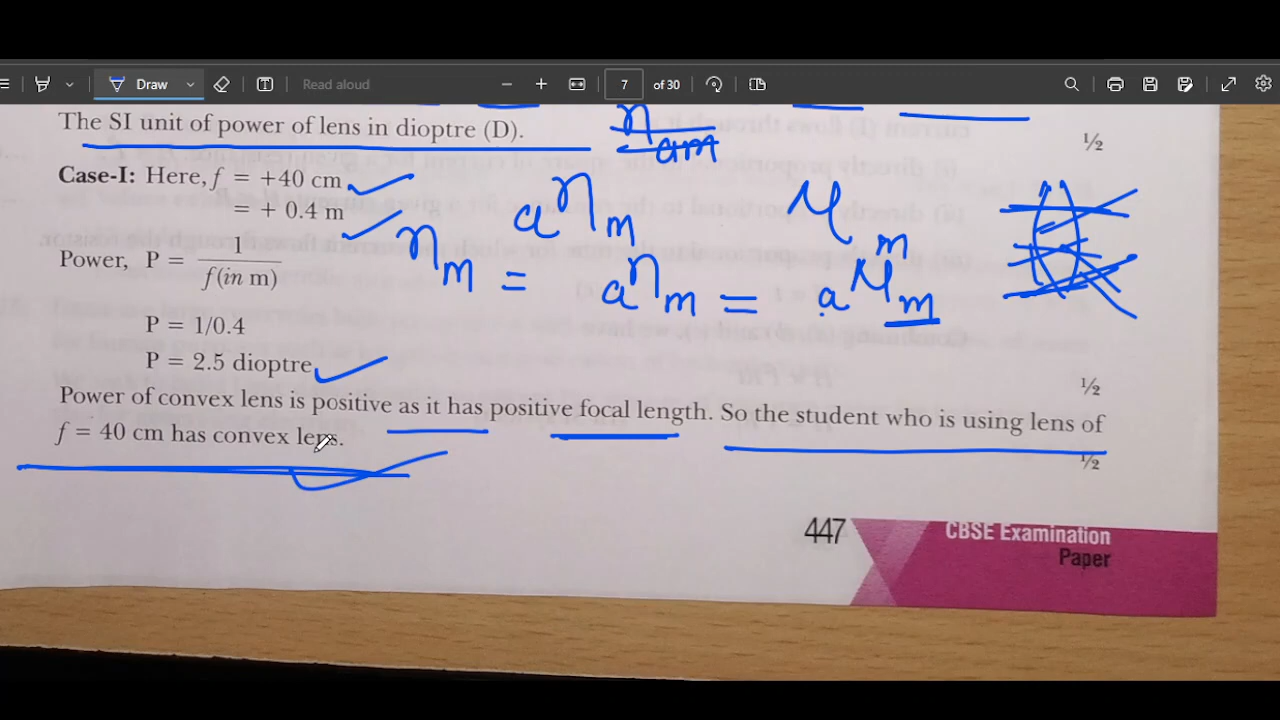 Draw
Read aloud
7 of 30
The SI unit of power of lens in dioptre (D).
½
Case-I: Here, f = +40 cm
= + 0.4 m
Power, P = 1 / f(in m)
P = 1/0.4
P = 2.5 dioptre
½
Power of convex lens is positive as it has positive focal length. So the student who is using lens of
f = 40 cm has convex lens.
½
η
am
a η m
μ m
η m = a η m = a μ m
447
CBSE Examination
Paper